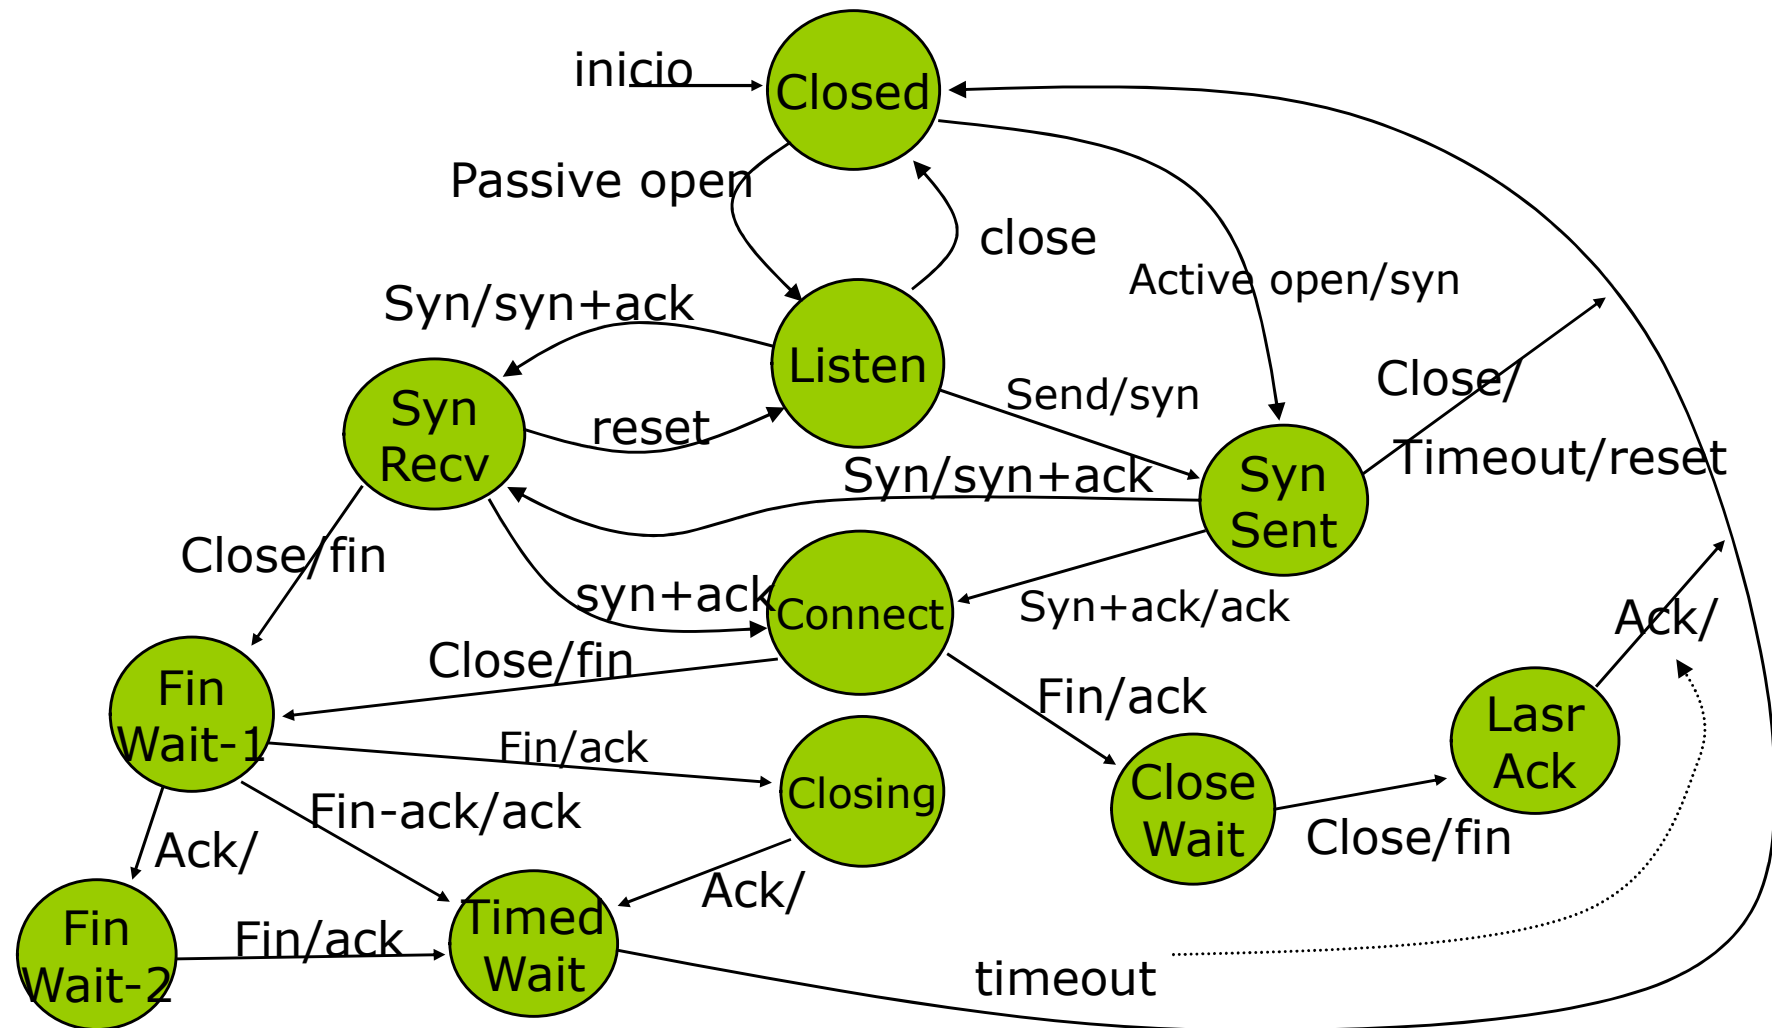 inicio
Closed
Passive open
close
Active open/syn
Syn/syn+ack
Listen
Send/syn
Close/
Syn
Recv
reset
Timeout/reset
Syn/syn+ack
Syn
Sent
Close/fin
syn+ack
Connect
Syn+ack/ack
Ack/
Close/fin
Fin
Wait-1
Fin/ack
Lasr
Ack
Fin/ack
Closing
Close
Wait
Fin-ack/ack
Close/fin
Ack/
Ack/
Timed
Wait
Fin
Wait-2
Fin/ack
timeout